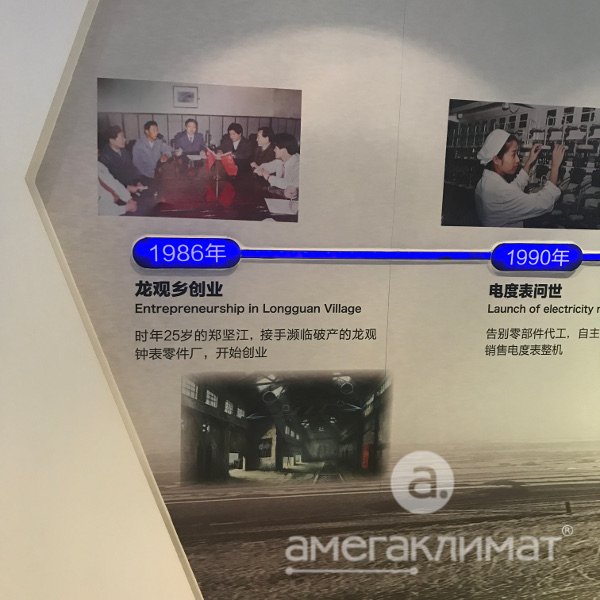 1986年
龙观乡创业
Entrepreneurship in Longguan Village
时年25岁的郑坚江，接手濒临破产的龙观
钟表零件厂，开始创业
1990年
电度表问世
Launch of electricity
告别零部件代工，自主
销售电度表整机
a.
амегаклимат®